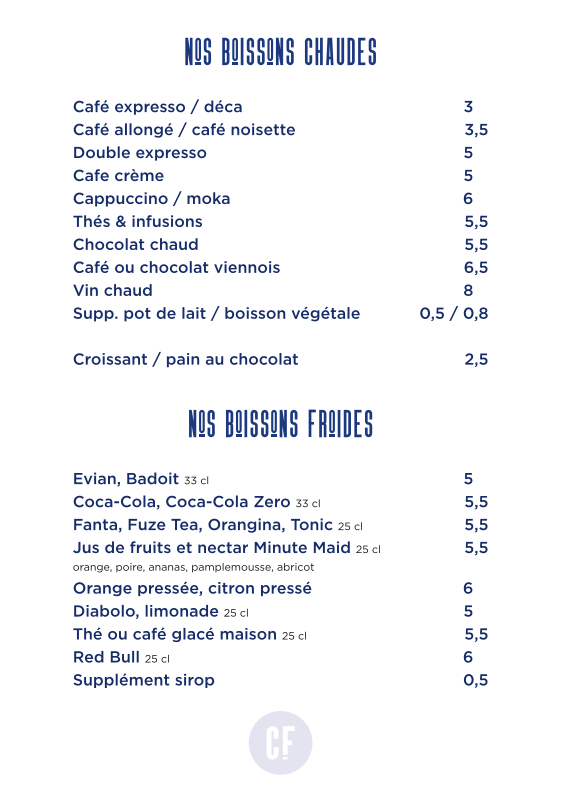 NOS BOISSONS CHAUDES
Café expresso / déca 3
Café allongé / café noisette 3,5
Double expresso 5
Cafe crème 5
Cappuccino / moka 6
Thés & infusions 5,5
Chocolat chaud 5,5
Café ou chocolat viennois 6,5
Vin chaud 8
Supp. pot de lait / boisson végétale 0,5 / 0,8
Croissant / pain au chocolat 2,5
NOS BOISSONS FROIDES
Evian, Badoit 33 cl 5
Coca-Cola, Coca-Cola Zero 33 cl 5,5
Fanta, Fuze Tea, Orangina, Tonic 25 cl 5,5
Jus de fruits et nectar Minute Maid 25 cl 5,5
orange, poire, ananas, pamplemousse, abricot
Orange pressée, citron pressé 6
Diabolo, limonade 25 cl 5
Thé ou café glacé maison 25 cl 5,5
Red Bull 25 cl 6
Supplément sirop 0,5
CF